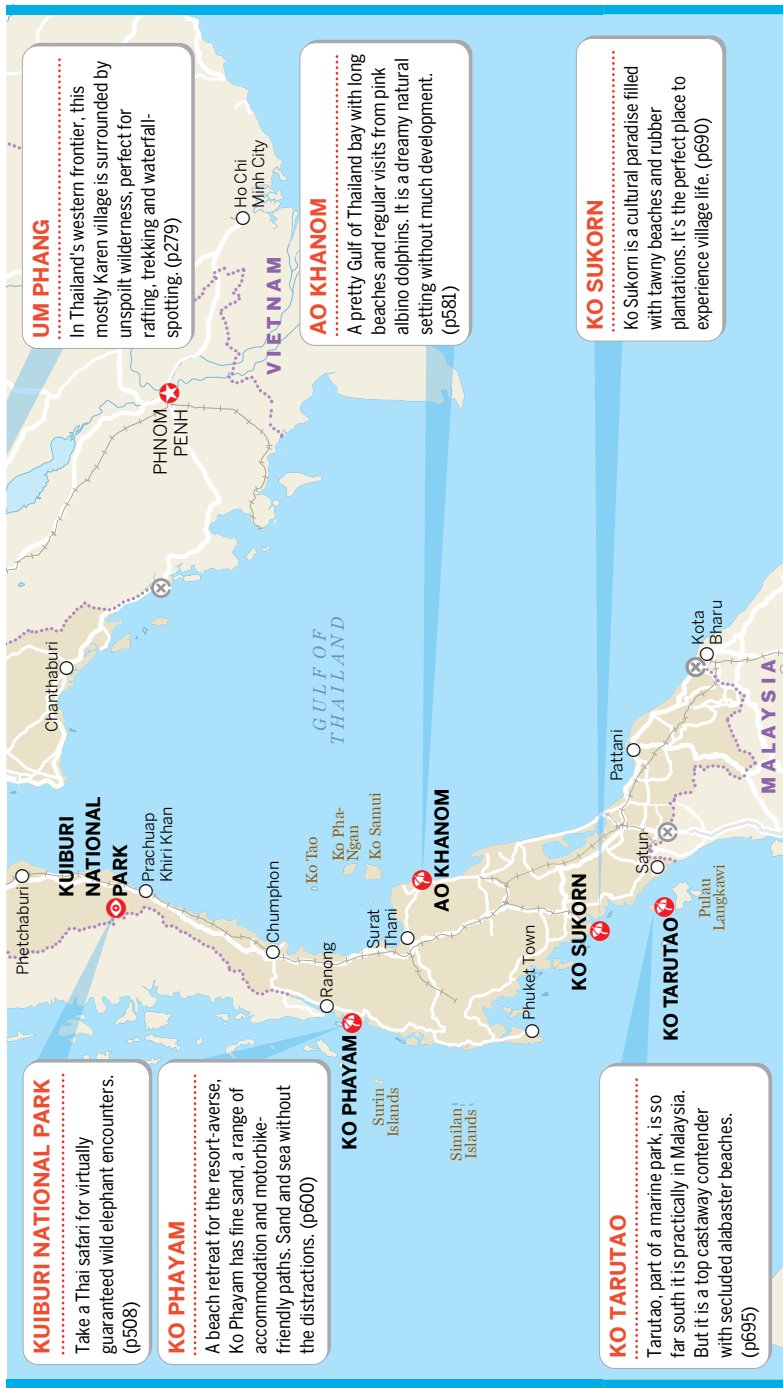 KUIBURI NATIONAL PARK
Take a Thai safari for virtually
guaranteed wild elephant encounters.
(p508)
KO PHAYAM
A beach retreat for the resort-averse,
Ko Phayam has fine sand, a range of
accommodation and motorbike-
friendly paths. Sand and sea without
the distractions. (p600)
KO TARUTAO
Tarutao, part of a marine park, is so
far south it is practically in Malaysia.
But it is a top castaway contender
with secluded alabaster beaches.
(p695)
UM PHANG
In Thailand's western frontier, this
mostly Karen village is surrounded by
unspoilt wilderness, perfect for
rafting, trekking and waterfall-
spotting. (p279)
AO KHANOM
A pretty Gulf of Thailand bay with long
beaches and regular visits from pink
albino dolphins. It is a dreamy natural
setting without much development.
(p581)
KO SUKORN
Ko Sukorn is a cultural paradise filled
with tawny beaches and rubber
plantations. It's the perfect place to
experience village life. (p690)
Phetchaburi
KUIBURI
NATIONAL
PARK
Prachuap
Khiri Khan
Chanthaburi
PHNOM
PENH
Ho Chi
Minh City
VIETNAM
GULF OF
THAILAND
Chumphon
Ko Tao
Ko Pha-
Ngan
Ko Samui
Ranong
KO PHAYAM
Surin
Islands
Similan
Islands
Surat
Thani
AO KHANOM
Phuket Town
KO SUKORN
KO TARUTAO
Satun
Pulau
Langkawi
Pattani
Kota
Bharu
MALAYSIA